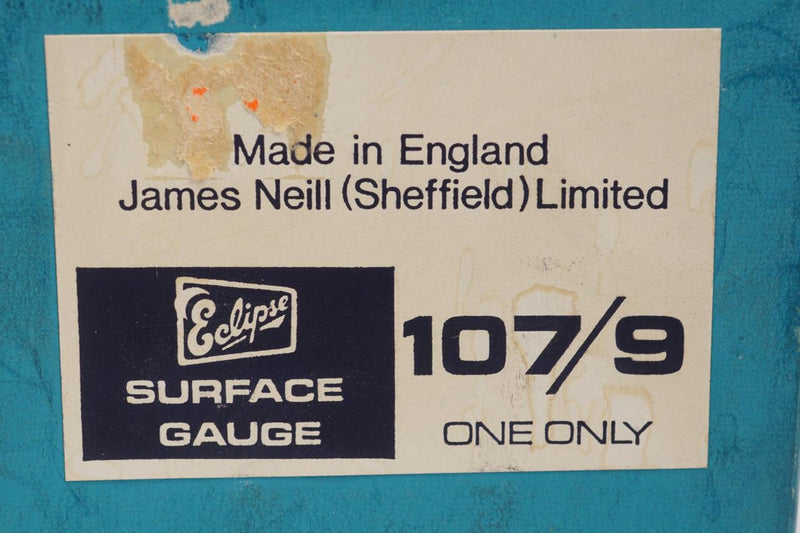 Made in England
James Neill (Sheffield) Limited
Eclipse
SURFACE
GAUGE
107/9
ONE ONLY